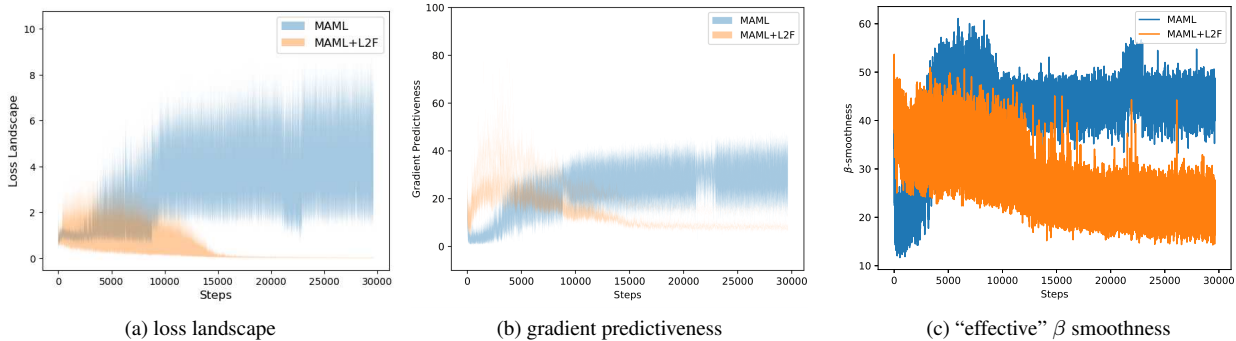 10
8
6
4
2
0
Loss Landscape
MAML
MAML+L2F
0 5000 10000 15000 20000 25000 30000
Steps
(a) loss landscape
100
80
60
40
20
0
Gradient Predictiveness
MAML
MAML+L2F
0 5000 10000 15000 20000 25000 30000
Steps
(b) gradient predictiveness
60
50
40
30
20
10
β-smoothness
MAML
MAML+L2F
0 5000 10000 15000 20000 25000 30000
Steps
(c) “effective” β smoothness